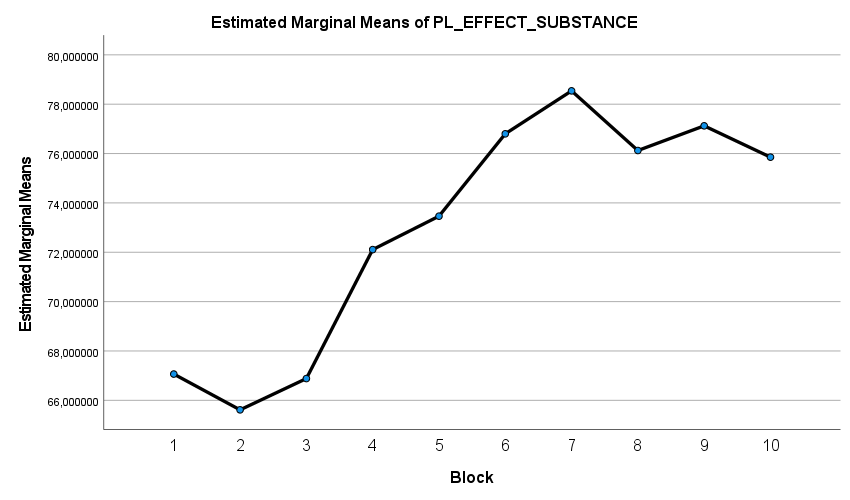 Estimated Marginal Means of PL_EFFECT_SUBSTANCE
Estimated Marginal Means
80,000000
78,000000
76,000000
74,000000
72,000000
70,000000
68,000000
66,000000
1 2 3 4 5 6 7 8 9 10
Block